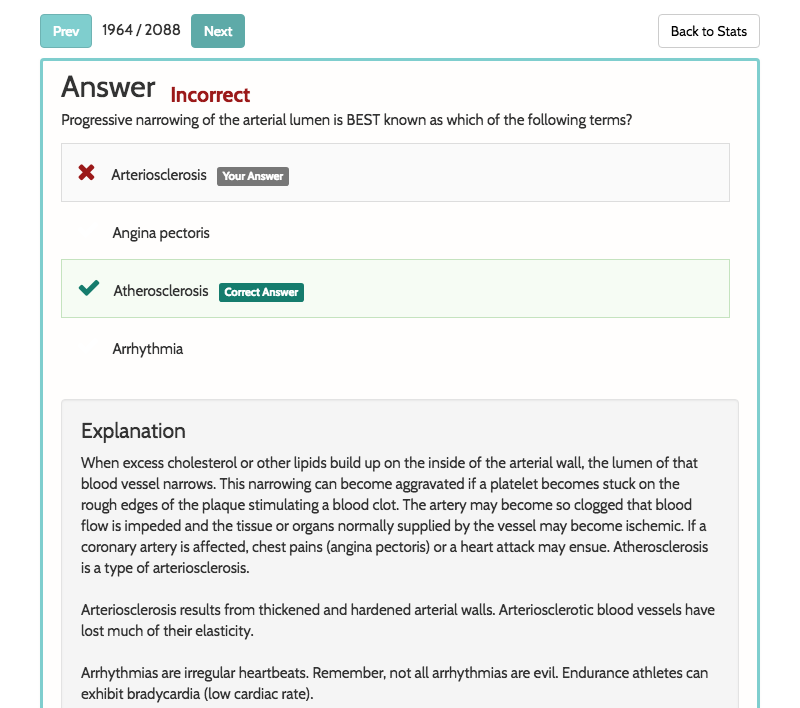 Prev 1964 / 2088 Next Back to Stats
Answer Incorrect
Progressive narrowing of the arterial lumen is BEST known as which of the following terms?
Arteriosclerosis Your Answer
Angina pectoris
Atherosclerosis Correct Answer
Arrhythmia
Explanation
When excess cholesterol or other lipids build up on the inside of the arterial wall, the lumen of that
blood vessel narrows. This narrowing can become aggravated if a platelet becomes stuck on the
rough edges of the plaque stimulating a blood clot. The artery may become so clogged that blood
flow is impeded and the tissue or organs normally supplied by the vessel may become ischemic. If a
coronary artery is affected, chest pains (angina pectoris) or a heart attack may ensue. Atherosclerosis
is a type of arteriosclerosis.
Arteriosclerosis results from thickened and hardened arterial walls. Arteriosclerotic blood vessels have
lost much of their elasticity.
Arrhythmias are irregular heartbeats. Remember, not all arrhythmias are evil. Endurance athletes can
exhibit bradycardia (low cardiac rate).